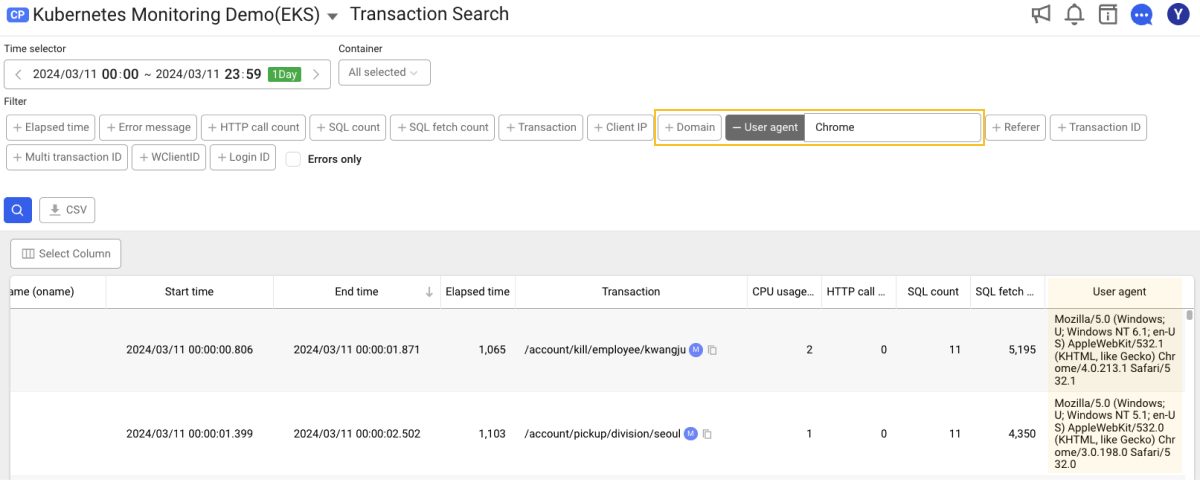 CP Kubernetes Monitoring Demo(EKS) Transaction Search Y
Time selector Container
2024/03/11 00:00 ~ 2024/03/11 23:59 1Day All selected
Filter
+ Elapsed time + Error message + HTTP call count + SQL count + SQL fetch count + Transaction + Client IP + Domain − User agent Chrome + Referer + Transaction ID
+ Multi transaction ID + WClientID + Login ID Errors only
CSV
Select Column
ame (oname) Start time End time Elapsed time Transaction CPU usage... HTTP call ... SQL count SQL fetch ... User agent
2024/03/11 00:00:00.806 2024/03/11 00:00:01.871 1,065 /account/kill/employee/kwangju M 2 0 11 5,195
Mozilla/5.0 (Windows;
U; Windows NT 6.1; en-U
S) AppleWebKit/532.1
(KHTML, like Gecko) Chr
ome/4.0.213.1 Safari/5
32.1
2024/03/11 00:00:01.399 2024/03/11 00:00:02.502 1,103 /account/pickup/division/seoul M 1 0 11 4,350
Mozilla/5.0 (Windows;
U; Windows NT 5.1; en-U
S) AppleWebKit/532.0
(KHTML, like Gecko) Chr
ome/3.0.198.0 Safari/5
32.0